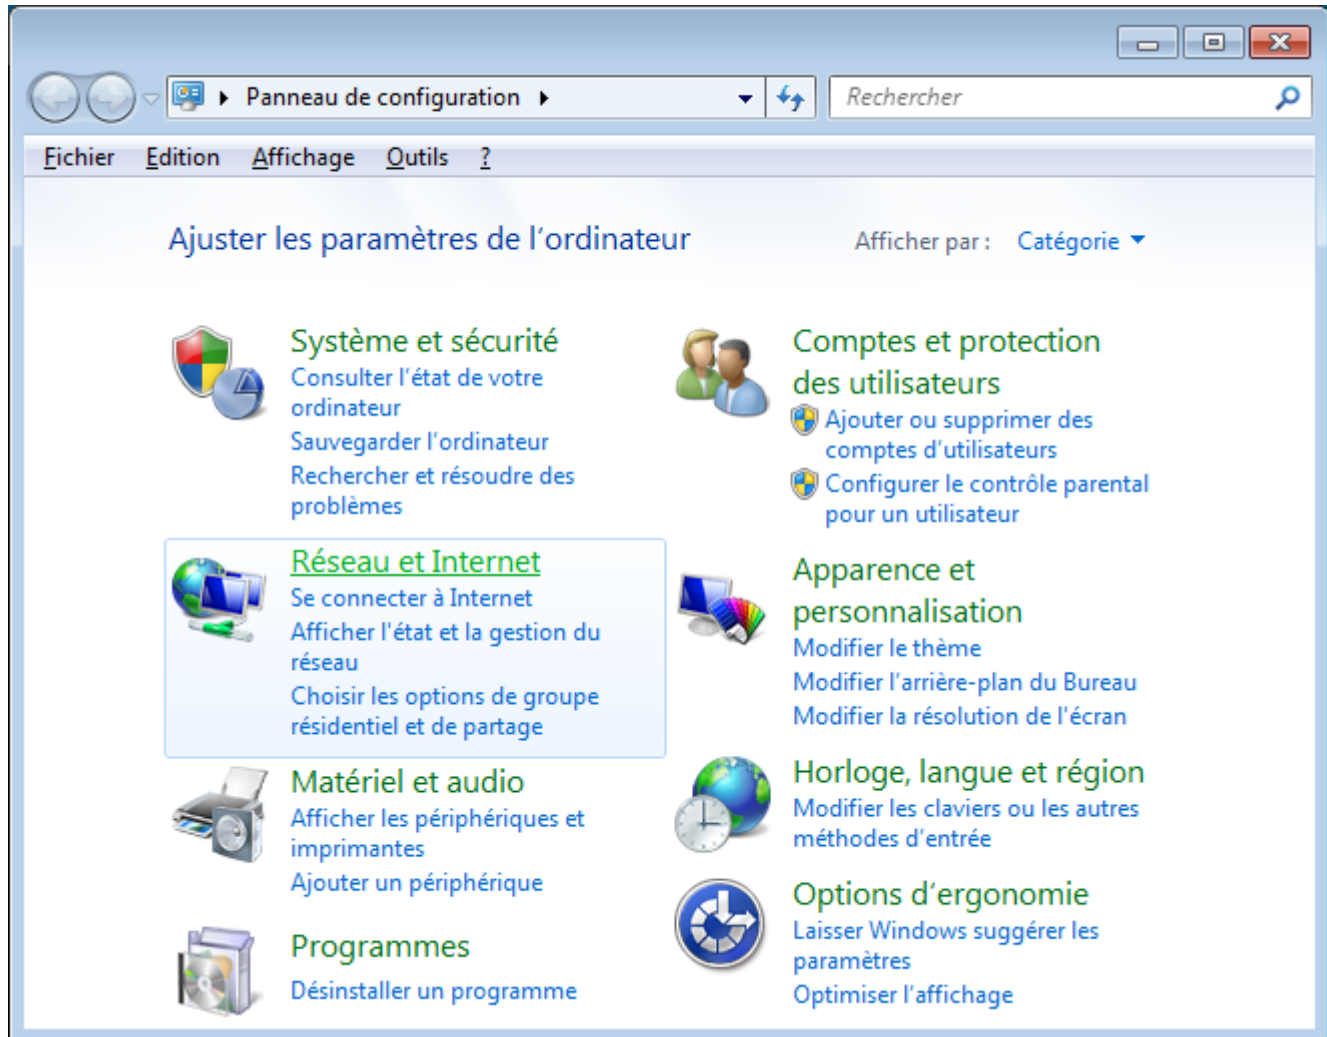 Panneau de configuration
Rechercher
Fichier Edition Affichage Outils ?
Ajuster les paramètres de l'ordinateur
Afficher par : Catégorie
Système et sécurité
Consulter l'état de votre
ordinateur
Sauvegarder l'ordinateur
Rechercher et résoudre des
problèmes
Réseau et Internet
Se connecter à Internet
Afficher l'état et la gestion du
réseau
Choisir les options de groupe
résidentiel et de partage
Matériel et audio
Afficher les périphériques et
imprimantes
Ajouter un périphérique
Programmes
Désinstaller un programme
Comptes et protection
des utilisateurs
Ajouter ou supprimer des
comptes d'utilisateurs
Configurer le contrôle parental
pour un utilisateur
Apparence et
personnalisation
Modifier le thème
Modifier l'arrière-plan du Bureau
Modifier la résolution de l'écran
Horloge, langue et région
Modifier les claviers ou les autres
méthodes d'entrée
Options d'ergonomie
Laisser Windows suggérer les
paramètres
Optimiser l'affichage